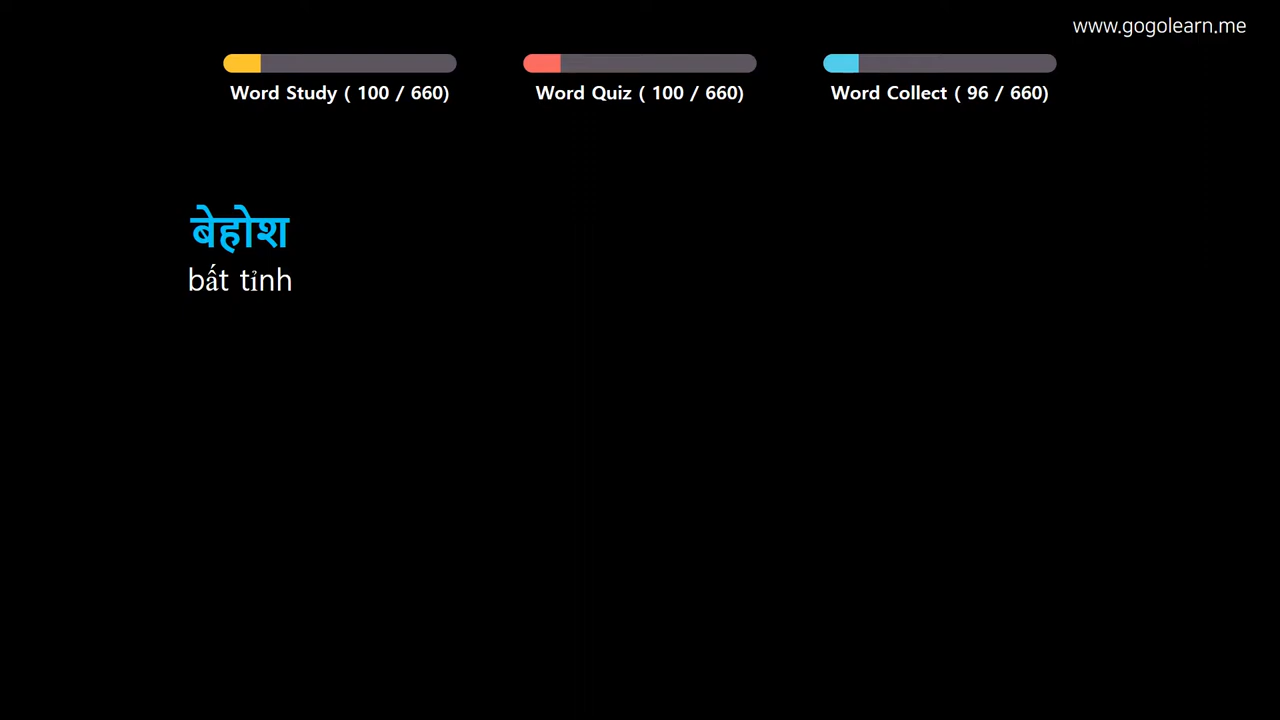 www.gogolearn.me
Word Study ( 100 / 660)
Word Quiz ( 100 / 660)
Word Collect ( 96 / 660)
बेहोश
bất tỉnh